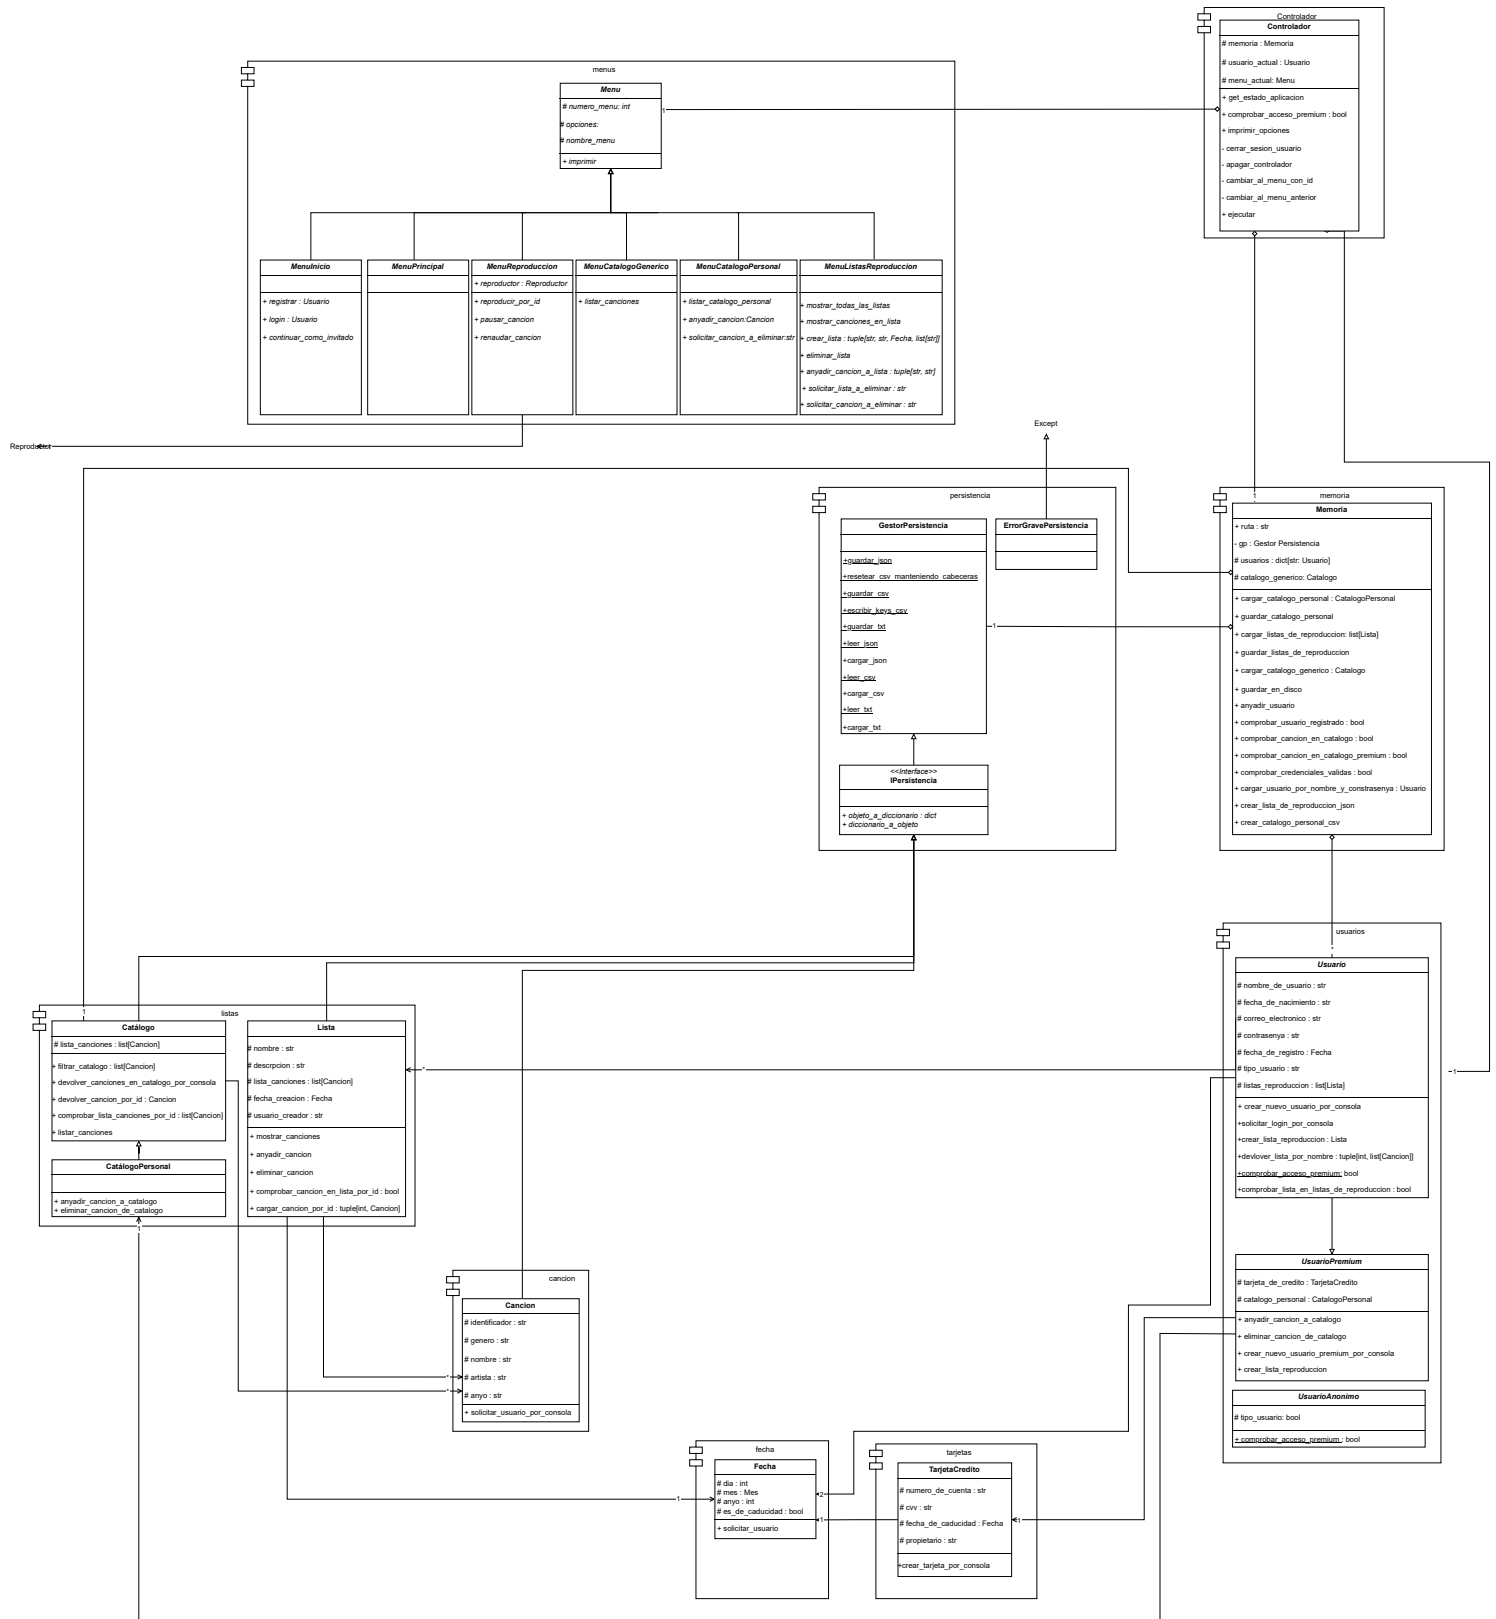 Controlador
Controlador
# memoria : Memoria
# usuario_actual : Usuario
# menu_actual: Menu
+ get_estado_aplicacion
+ comprobar_acceso_premium : bool
+ imprimir_opciones
- cerrar_sesion_usuario
- apagar_controlador
- cambiar_al_menu_con_id
- cambiar_al_menu_anterior
+ ejecutar
menus
Menu
# numero_menu: int
# opciones:
# nombre_menu
+ imprimir
1
MenuInicio
+ registrar : Usuario
+ login : Usuario
+ continuar_como_invitado
MenuPrincipal
MenuReproduccion
+ reproductor : Reproductor
+ reproducir_por_id
+ pausar_cancion
+ renaudar_cancion
MenuCatalogoGenerico
+ listar_canciones
MenuCatalogoPersonal
+ listar_catalogo_personal
+ anyadir_cancion:Cancion
+ solicitar_cancion_a_eliminar:str
MenuListasReproduccion
+ mostrar_todas_las_listas
+ mostrar_canciones_en_lista
+ crear_lista : tuple[str, str, Fecha, list[str]]
+ eliminar_lista
+ anyadir_cancion_a_lista : tuple[str, str]
+ solicitar_lista_a_eliminar : str
+ solicitar_cancion_a_eliminar : str
Reproductor
Except
persistencia
GestorPersistencia
+guardar_json
+resetear_csv_manteniendo_cabeceras
+guardar_csv
+escribir_keys_csv
+guardar_txt
+leer_json
+cargar_json
+leer_csv
+cargar_csv
+leer_txt
+cargar_txt
1
ErrorGravePersistencia
<<Interface>>
IPersistencia
+ objeto_a_diccionario : dict
+ diccionario_a_objeto
1
memoria
Memoria
+ ruta : str
- gp : Gestor Persistencia
# usuarios : dict[str: Usuario]
# catalogo_generico: Catalogo
+ cargar_catalogo_personal : CatalogoPersonal
+ guardar_catalogo_personal
+ cargar_listas_de_reproduccion: list[Lista]
+ guardar_listas_de_reproduccion
+ cargar_catalogo_generico : Catalogo
+ guardar_en_disco
+ anyadir_usuario
+ comprobar_usuario_registrado : bool
+ comprobar_cancion_en_catalogo : bool
+ comprobar_cancion_en_catalogo_premium : bool
+ comprobar_credenciales_validas : bool
+ cargar_usuario_por_nombre_y_constrasenya : Usuario
+ crear_lista_de_reproduccion_json
+ crear_catalogo_personal_csv
usuarios
*
Usuario
# nombre_de_usuario : str
# fecha_de_nacimiento : str
# correo_electronico : str
# contrasenya : str
# fecha_de_registro : Fecha
# tipo_usuario : str
# listas_reproduccion : list[Lista]
+ crear_nuevo_usuario_por_consola
+solicitar_login_por_consola
+crear_lista_reproduccion : Lista
+devlover_lista_por_nombre : tuple[int, list[Cancion]]
+comprobar_acceso_premium: bool
+comprobar_lista_en_listas_de_reproduccion : bool
1
UsuarioPremium
# tarjeta_de_credito : TarjetaCredito
# catalogo_personal : CatalogoPersonal
+ anyadir_cancion_a_catalogo
+ eliminar_cancion_de_catalogo
+ crear_nuevo_usuario_premium_por_consola
+ crear_lista_reproduccion
UsuarioAnonimo
# tipo_usuario: bool
+ comprobar_acceso_premium : bool
listas
1
Catálogo
# lista_canciones : list[Cancion]
+ filtrar_catalogo : list[Cancion]
+ devolver_canciones_en_catalogo_por_consola
+ devolver_cancion_por_id : Cancion
+ comprobar_lista_canciones_por_id : list[Cancion]
+ listar_canciones
CatálogoPersonal
+ anyadir_cancion_a_catalogo
+ eliminar_cancion_de_catalogo
1
Lista
# nombre : str
# descrpcion : str
# lista_canciones : list[Cancion]
# fecha_creacion : Fecha
# usuario_creador : str
+ mostrar_canciones
+ anyadir_cancion
+ eliminar_cancion
+ comprobar_cancion_en_lista_por_id : bool
+ cargar_cancion_por_id : tuple[int, Cancion]
*
cancion
Cancion
# identificador : str
# genero : str
# nombre : str
# artista : str
# anyo : str
+ solicitar_usuario_por_consola
*
*
fecha
Fecha
# dia : int
# mes : Mes
# anyo : int
# es_de_caducidad : bool
+ solicitar_usuario
1
2
1
tarjetas
TarjetaCredito
# numero_de_cuenta : str
# cvv : str
# fecha_de_caducidad : Fecha
# propietario : str
+crear_tarjeta_por_consola
1